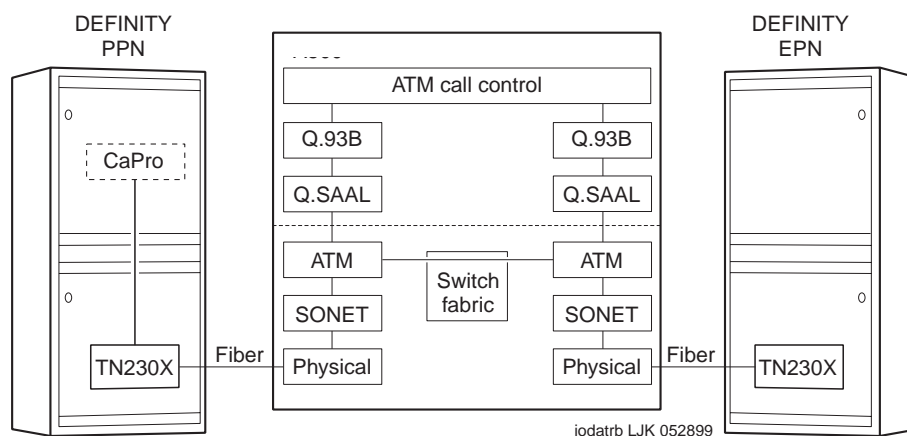 DEFINITY
PPN
DEFINITY
EPN
ATM call control
Q.93B
Q.93B
CaPro
Q.SAAL
Q.SAAL
ATM
ATM
Switch
fabric
SONET
SONET
TN230X
Fiber
Physical
Physical
Fiber
TN230X
iodatrb LJK 052899